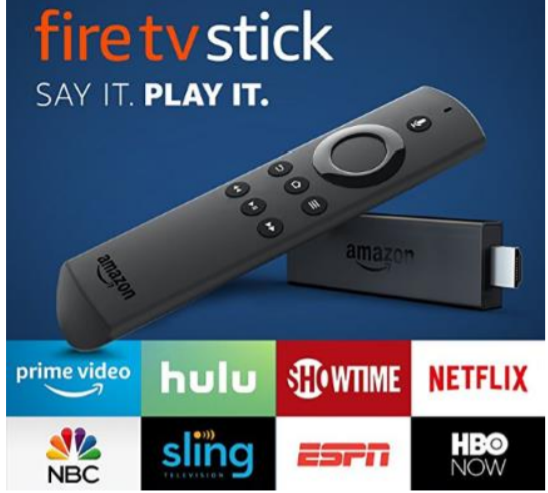 fire tv stick
SAY IT. PLAY IT.
amazon
amazon
prime video
hulu
SHOWTIME
NETFLIX
NBC
sling
TELEVISION
ESPN
HBO
NOW